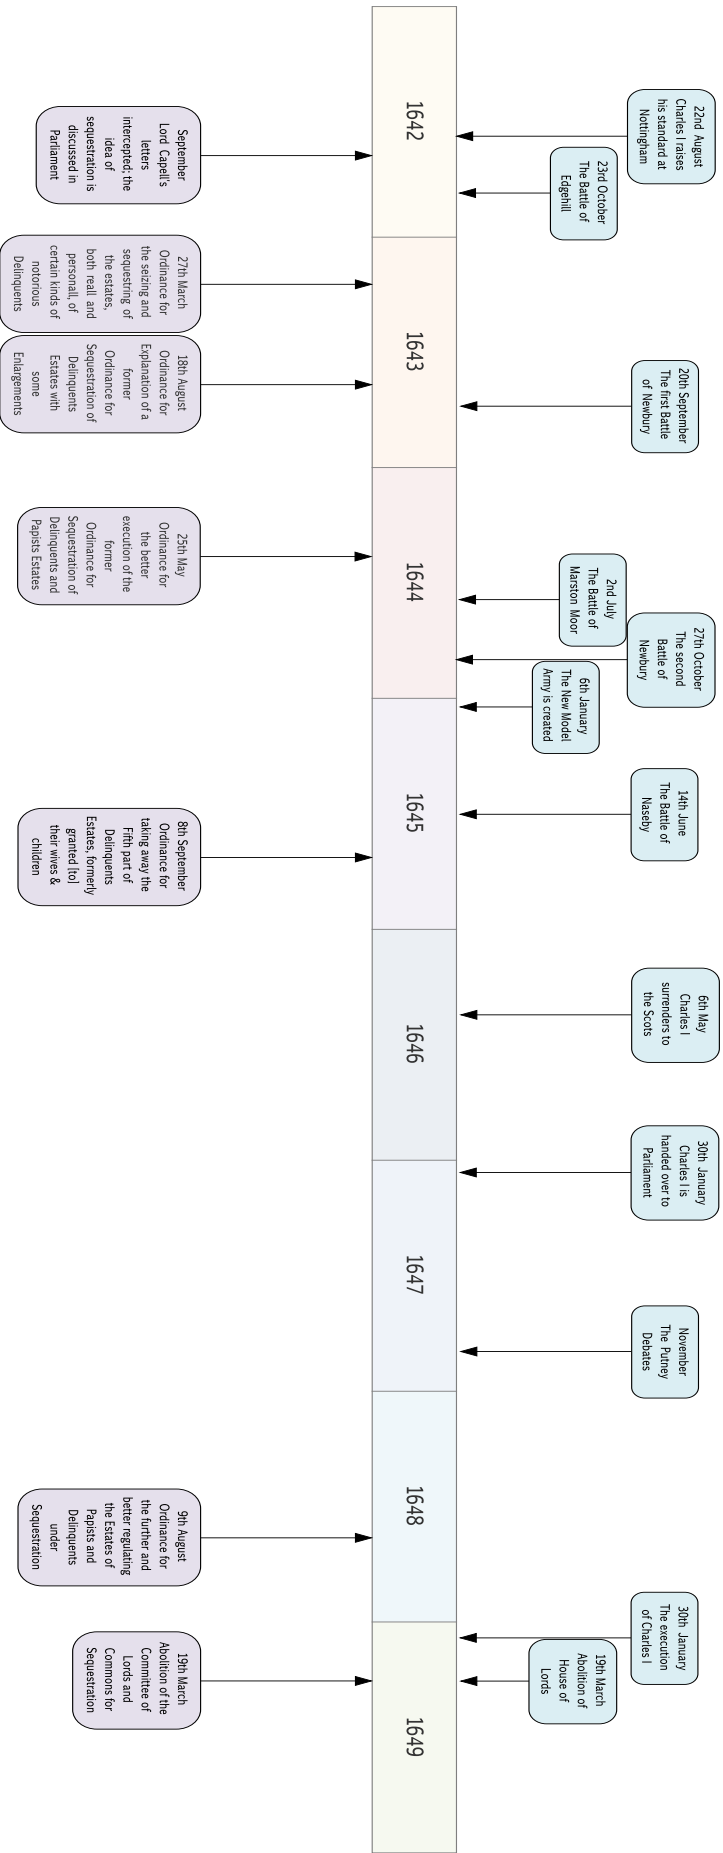 22nd August
Charles I raises
his standard at
Nottingham
23rd October
The Battle of
Edgehill
20th September
The first Battle
of Newbury
2nd July
The Battle of
Marston Moor
27th October
The second
Battle of
Newbury
6th January
The New Model
Army is created
14th June
The Battle of
Naseby
6th May
Charles I
surrenders to
the Scots
30th January
Charles I is
handed over to
Parliament
November
The Putney
Debates
30th January
The execution
of Charles I
19th March
Abolition of
House of
Lords
1642
1643
1644
1645
1646
1647
1648
1649
September
Lord Capell's
letters
intercepted; the
idea of
sequestration is
discussed in
Parliament
27th March
Ordinance for
the seizing and
sequestring of
the estates,
both reall and
personall, of
certain kinds of
notorious
Delinquents
18th August
Ordinance for
Explanation of a
former
Ordinance for
Sequestration of
Delinquents
Estates with
some
Enlargements
25th May
Ordinance for
the better
execution of the
former
Ordinance for
Sequestration of
Delinquents and
Papists Estates
8th September
Ordinance for
taking away the
Fifth part of
Delinquents
Estates, formerly
granted [to]
their wives &
children
9th August
Ordinance for
the further and
better regulating
the Estates of
Papists and
Delinquents
under
Sequestration
19th March
Abolition of the
Committee of
Lords and
Commons for
Sequestration